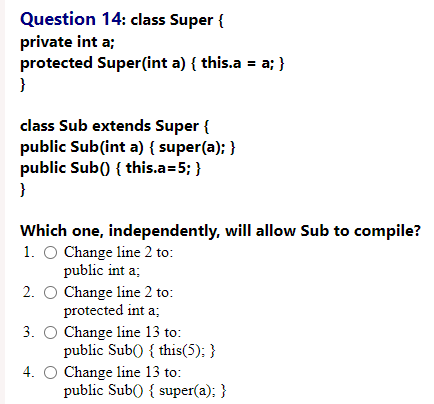 Question 14: class Super {
private int a;
protected Super(int a) { this.a = a; }
}
class Sub extends Super {
public Sub(int a) { super(a); }
public Sub() { this.a=5; }
}
Which one, independently, will allow Sub to compile?
1. Change line 2 to:
public int a;
2. Change line 2 to:
protected int a;
3. Change line 13 to:
public Sub() { this(5); }
4. Change line 13 to:
public Sub() { super(a); }